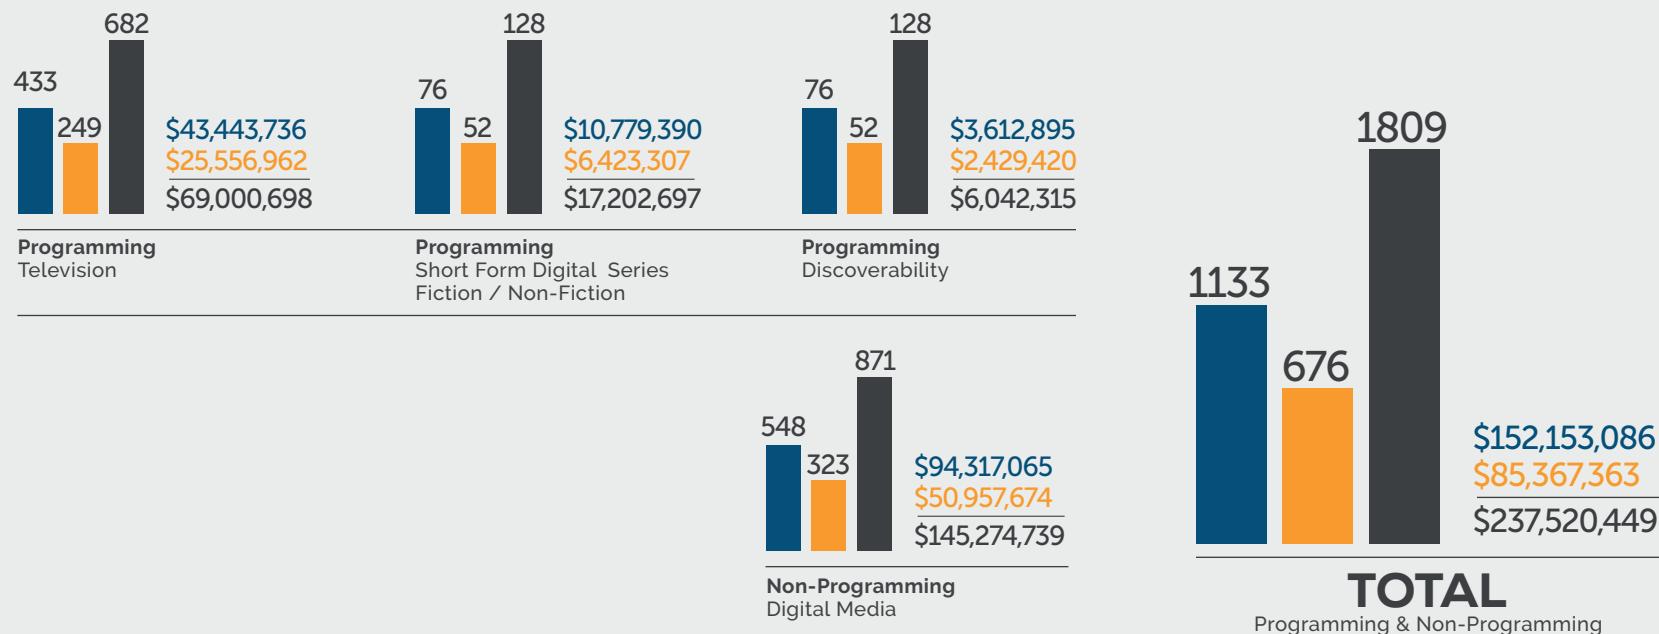 682
433
249
$43,443,736
$25,556,962
$69,000,698
Programming
Television
128
76
52
$10,779,390
$6,423,307
$17,202,697
Programming
Short Form Digital Series
Fiction / Non-Fiction
128
76
52
$3,612,895
$2,429,420
$6,042,315
Programming
Discoverability
871
548
323
$94,317,065
$50,957,674
$145,274,739
Non-Programming
Digital Media
1809
1133
676
$152,153,086
$85,367,363
$237,520,449
TOTAL
Programming & Non-Programming